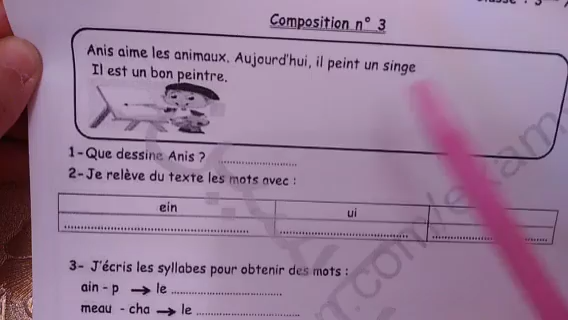 Composition n° 3
Anis aime les animaux. Aujourd'hui, il peint un singe
Il est un bon peintre.
1-Que dessine Anis ? ....................
2-Je relève du texte les mots avec :
ein ui
3- J'écris les syllabes pour obtenir des mots :
ain - p → le ....................
meau - cha → le ....................